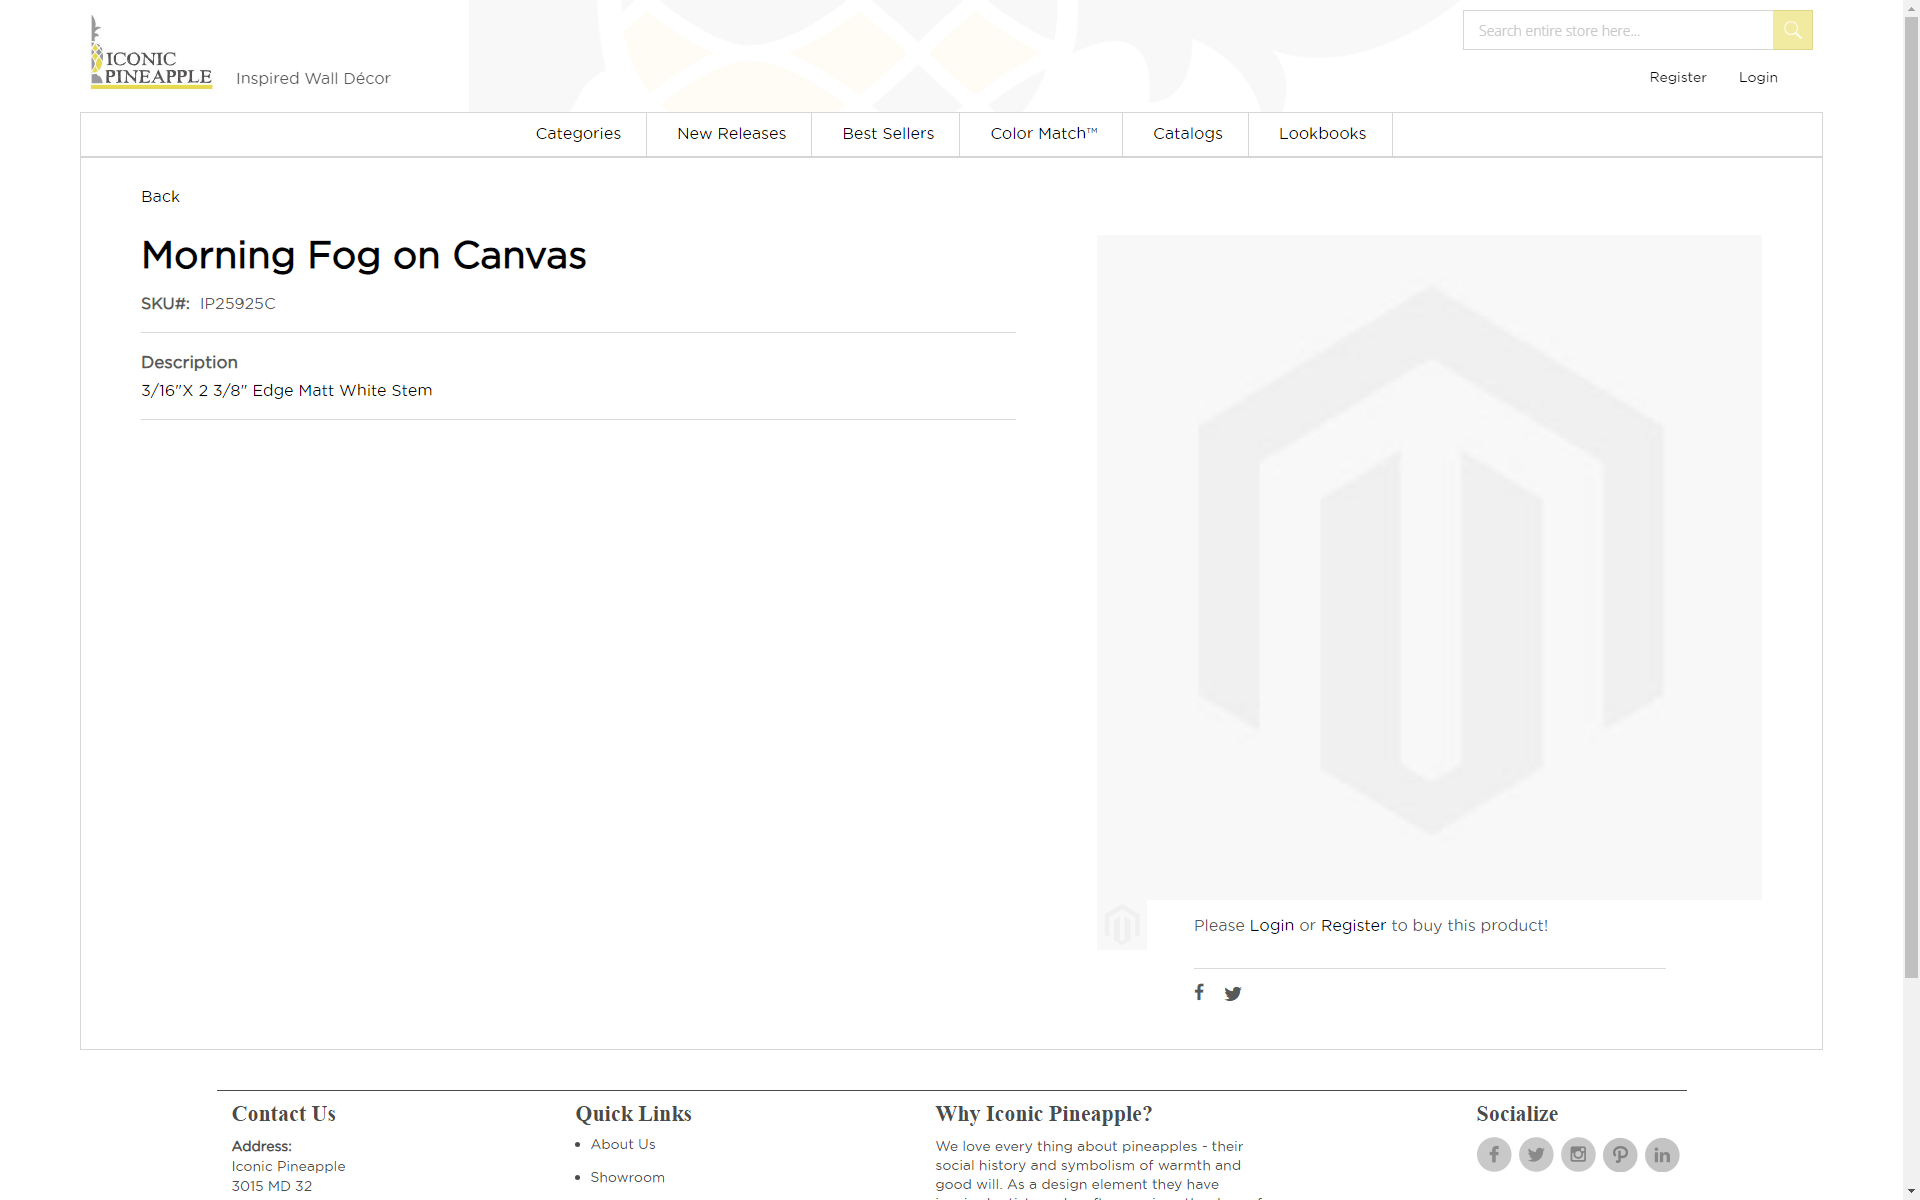 ICONIC
PINEAPPLE
Inspired Wall Décor
Search entire store here...
Register
Login
Categories
New Releases
Best Sellers
Color Match™
Catalogs
Lookbooks
Back
Morning Fog on Canvas
SKU#: IP25925C
Description
3/16"X 2 3/8" Edge Matt White Stem
Please Login or Register to buy this product!
Contact Us
Address:
Iconic Pineapple
3015 MD 32
Quick Links
About Us
Showroom
Why Iconic Pineapple?
We love every thing about pineapples - their
social history and symbolism of warmth and
good will. As a design element they have
Socialize